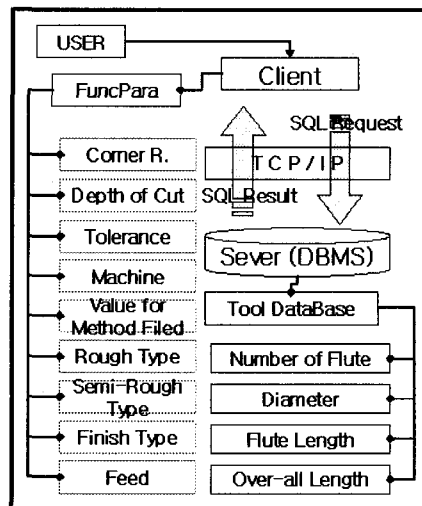 USER
Client
FuncPara
SQL Request
Corner R.
TCP/IP
Depth of Cut
SQL Result
Tolerance
Sever (DBMS)
Machine
Value for
Method Filed
Tool DataBase
Rough Type
Number of Flute
Semi-Rough
Type
Diameter
Finish Type
Flute Length
Feed
Over-all Length